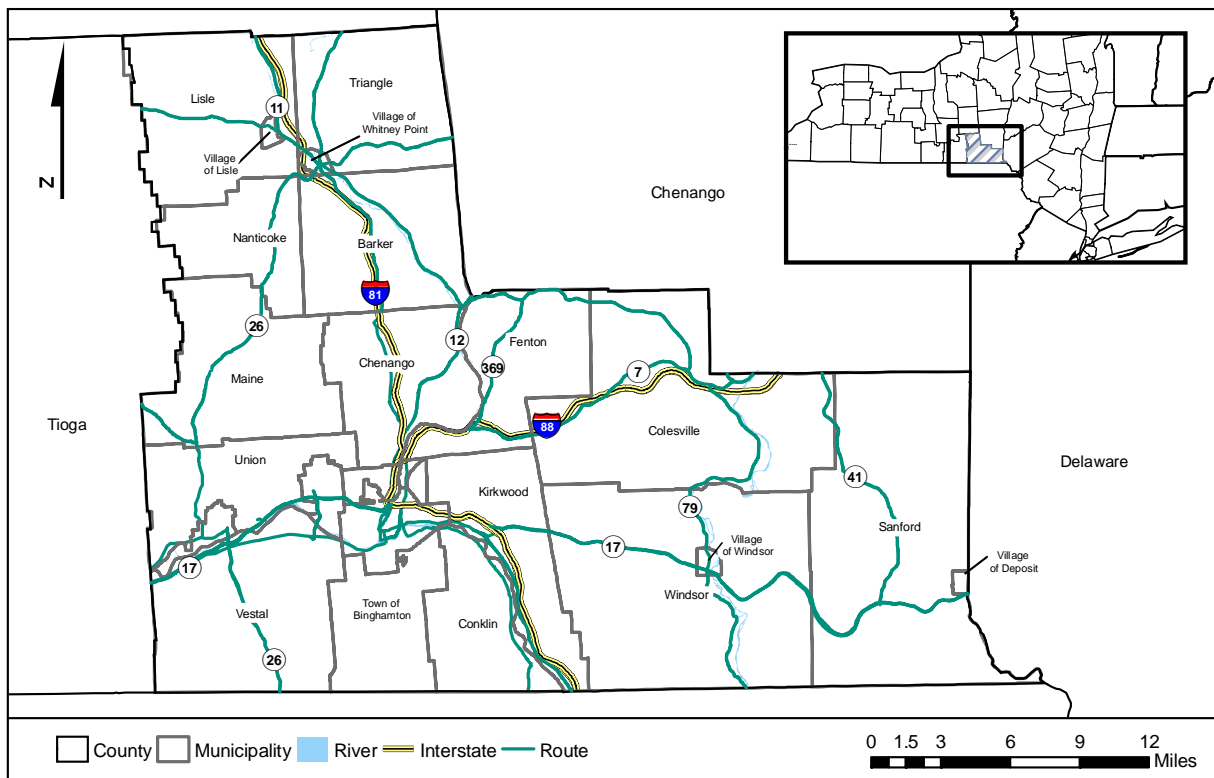 Lisle
11
Triangle
Village of
Whitney Point
Village
of Lisle
N
Chenango
Nanticoke
Barker
81
26
12
Fenton
Chenango
369
7
Maine
Tioga
88
Colesville
Union
Delaware
Kirkwood
41
79
Sanford
17
Village
of Windsor
Village
of Deposit
17
Windsor
Vestal
Town of
Binghamton
Conklin
26
County
Municipality
River
Interstate
Route
0 1.5 3 6 9 12
Miles